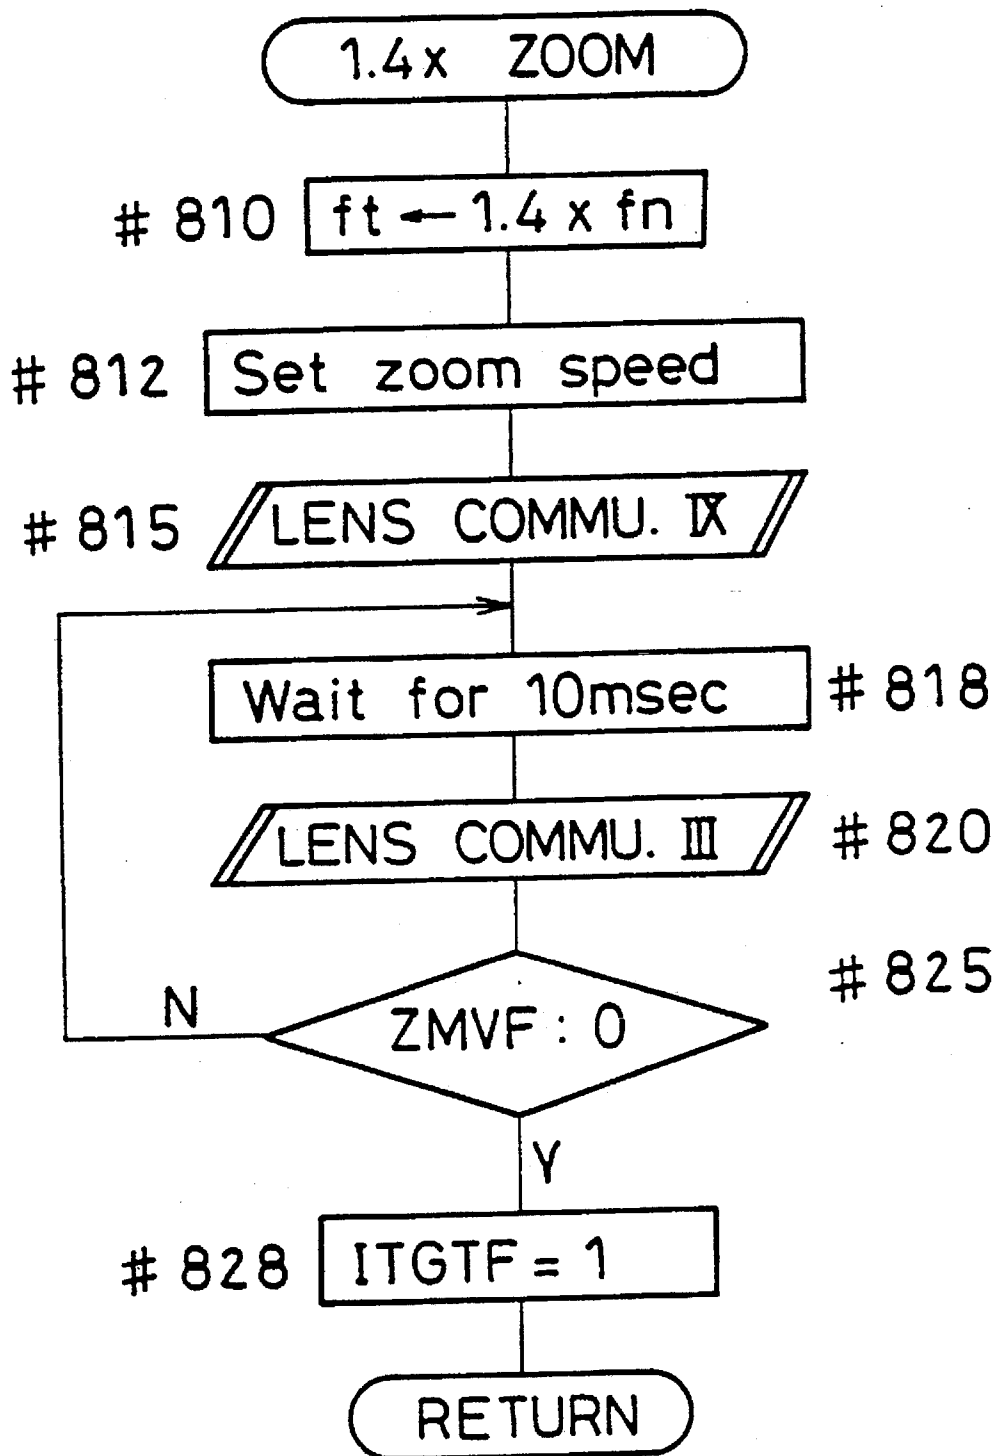 1.4x ZOOM
# 810 ft ← 1.4 x fn
# 812 Set zoom speed
# 815 LENS COMMU. IX
Wait for 10msec # 818
LENS COMMU. III # 820
# 825
N ZMVF : 0
Y
# 828 ITGTF = 1
RETURN